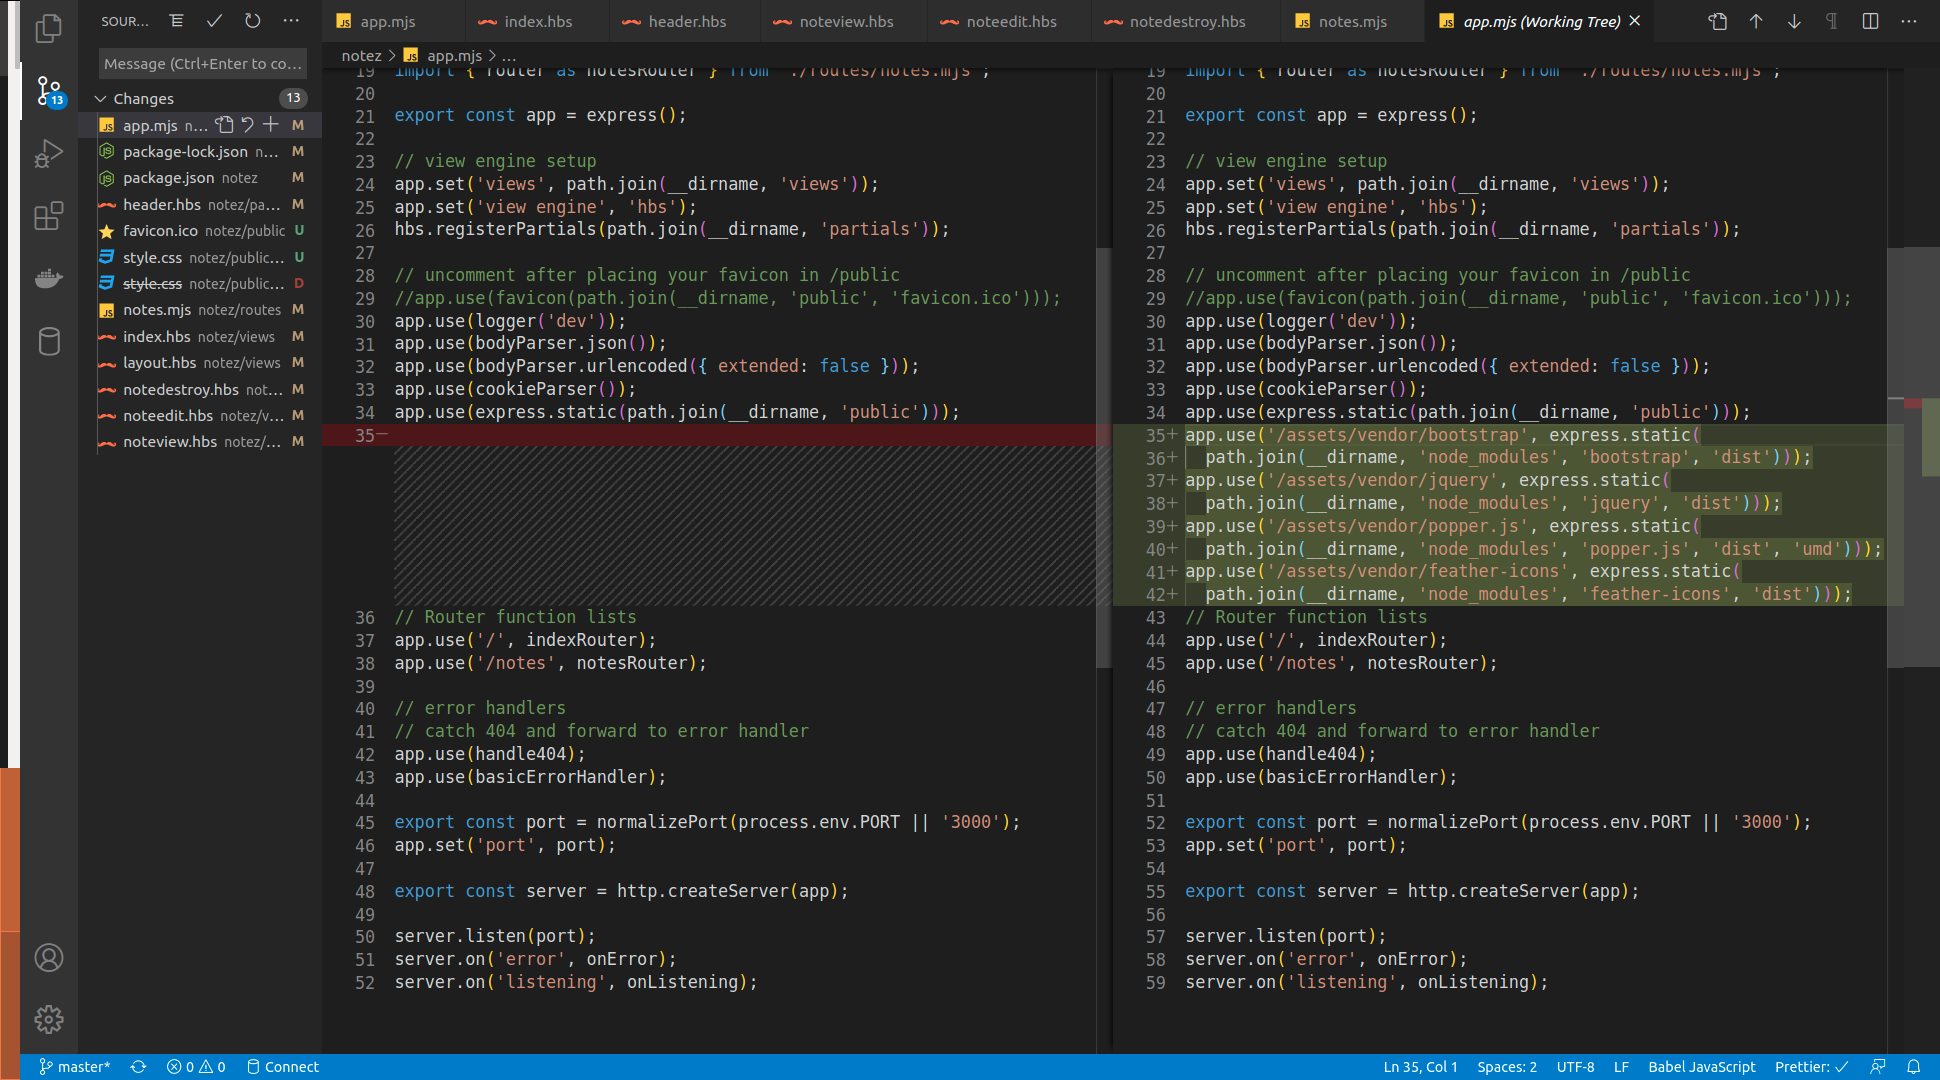 SOUR...
app.mjs
index.hbs
header.hbs
noteview.hbs
noteedit.hbs
notedestroy.hbs
notes.mjs
app.mjs (Working Tree)
notez > app.mjs > ...
Message (Ctrl+Enter to co...
Changes 13
13
app.mjs n... M
package-lock.json n... M
package.json notez M
header.hbs notez/pa... M
favicon.ico notez/public U
style.css notez/public... U
style.css notez/public... D
notes.mjs notez/routes M
index.hbs notez/views M
layout.hbs notez/views M
notedestroy.hbs not... M
noteedit.hbs notez/v... M
noteview.hbs notez/... M
19 import { router as notesRouter } from './routes/notes.mjs';
20
21 export const app = express();
22
23 // view engine setup
24 app.set('views', path.join(__dirname, 'views'));
25 app.set('view engine', 'hbs');
26 hbs.registerPartials(path.join(__dirname, 'partials'));
27
28 // uncomment after placing your favicon in /public
29 //app.use(favicon(path.join(__dirname, 'public', 'favicon.ico')));
30 app.use(logger('dev'));
31 app.use(bodyParser.json());
32 app.use(bodyParser.urlencoded({ extended: false }));
33 app.use(cookieParser());
34 app.use(express.static(path.join(__dirname, 'public')));
35−
36 // Router function lists
37 app.use('/', indexRouter);
38 app.use('/notes', notesRouter);
39
40 // error handlers
41 // catch 404 and forward to error handler
42 app.use(handle404);
43 app.use(basicErrorHandler);
44
45 export const port = normalizePort(process.env.PORT || '3000');
46 app.set('port', port);
47
48 export const server = http.createServer(app);
49
50 server.listen(port);
51 server.on('error', onError);
52 server.on('listening', onListening);
19 import { router as notesRouter } from './routes/notes.mjs';
20
21 export const app = express();
22
23 // view engine setup
24 app.set('views', path.join(__dirname, 'views'));
25 app.set('view engine', 'hbs');
26 hbs.registerPartials(path.join(__dirname, 'partials'));
27
28 // uncomment after placing your favicon in /public
29 //app.use(favicon(path.join(__dirname, 'public', 'favicon.ico')));
30 app.use(logger('dev'));
31 app.use(bodyParser.json());
32 app.use(bodyParser.urlencoded({ extended: false }));
33 app.use(cookieParser());
34 app.use(express.static(path.join(__dirname, 'public')));
35+ app.use('/assets/vendor/bootstrap', express.static(
36+ path.join(__dirname, 'node_modules', 'bootstrap', 'dist')));
37+ app.use('/assets/vendor/jquery', express.static(
38+ path.join(__dirname, 'node_modules', 'jquery', 'dist')));
39+ app.use('/assets/vendor/popper.js', express.static(
40+ path.join(__dirname, 'node_modules', 'popper.js', 'dist', 'umd')));
41+ app.use('/assets/vendor/feather-icons', express.static(
42+ path.join(__dirname, 'node_modules', 'feather-icons', 'dist')));
43 // Router function lists
44 app.use('/', indexRouter);
45 app.use('/notes', notesRouter);
46
47 // error handlers
48 // catch 404 and forward to error handler
49 app.use(handle404);
50 app.use(basicErrorHandler);
51
52 export const port = normalizePort(process.env.PORT || '3000');
53 app.set('port', port);
54
55 export const server = http.createServer(app);
56
57 server.listen(port);
58 server.on('error', onError);
59 server.on('listening', onListening);
master* 0 0 Connect
Ln 35, Col 1 Spaces: 2 UTF-8 LF Babel JavaScript Prettier: ✓